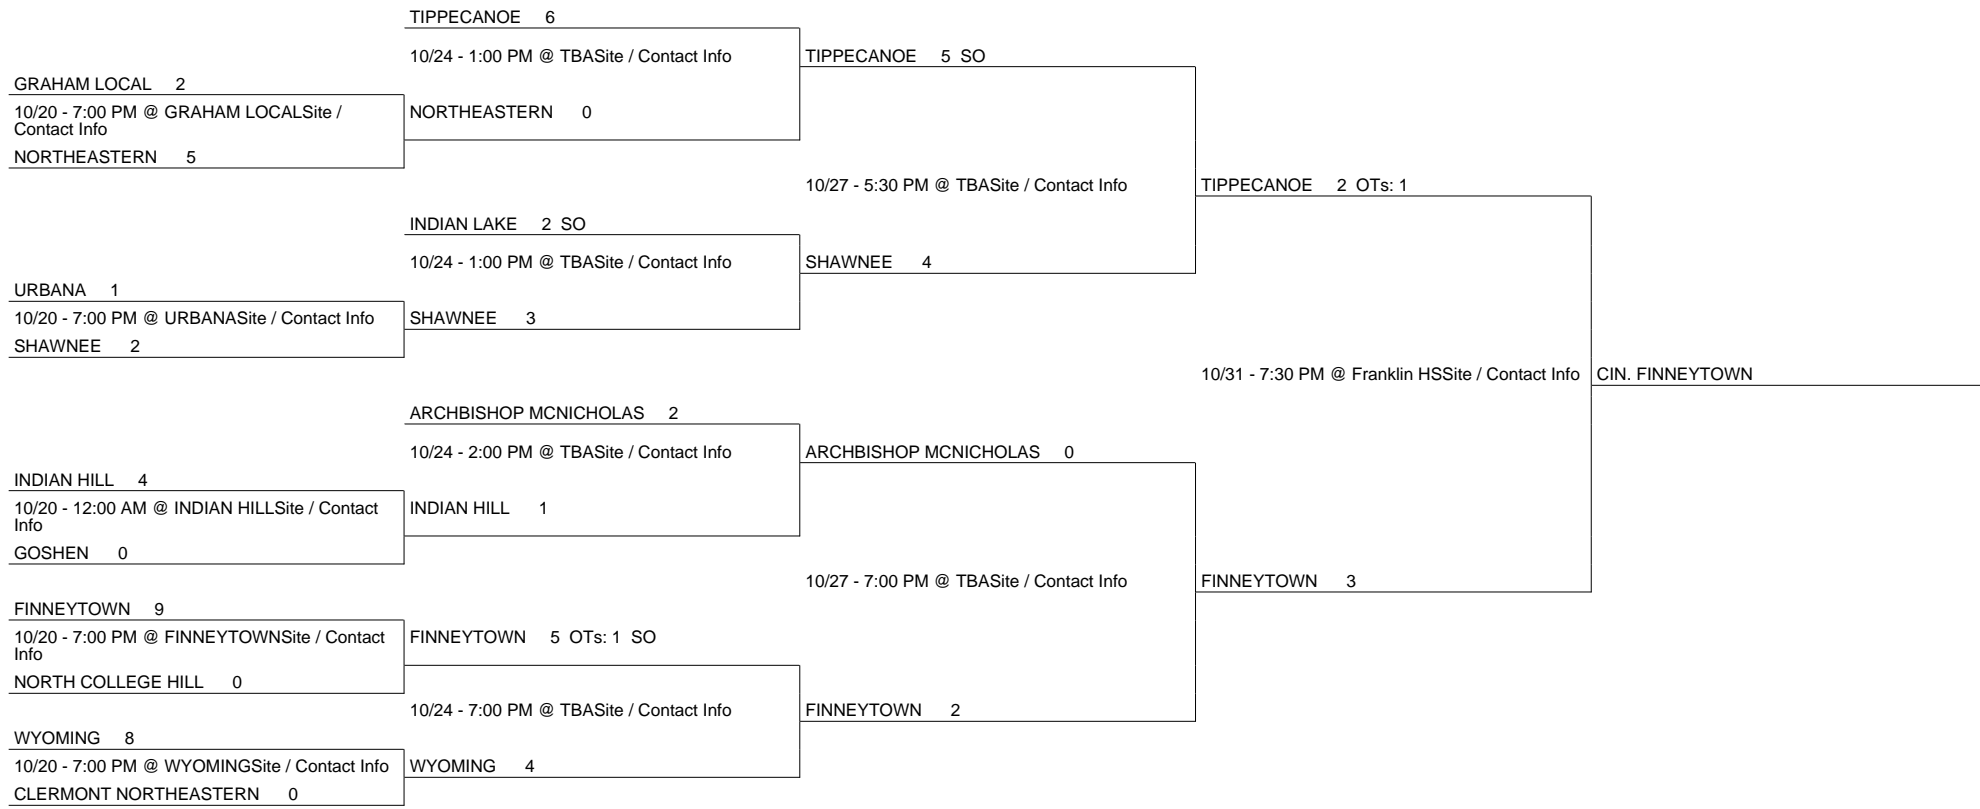 TIPPECANOE 6
10/24 - 1:00 PM @ TBASite / Contact Info
TIPPECANOE 5 SO
GRAHAM LOCAL 2
10/20 - 7:00 PM @ GRAHAM LOCALSite /
Contact Info
NORTHEASTERN 0
NORTHEASTERN 5
10/27 - 5:30 PM @ TBASite / Contact Info
TIPPECANOE 2 OTs: 1
INDIAN LAKE 2 SO
10/24 - 1:00 PM @ TBASite / Contact Info
SHAWNEE 4
URBANA 1
10/20 - 7:00 PM @ URBANASite / Contact Info
SHAWNEE 3
SHAWNEE 2
10/31 - 7:30 PM @ Franklin HSSite / Contact Info
CIN. FINNEYTOWN
ARCHBISHOP MCNICHOLAS 2
10/24 - 2:00 PM @ TBASite / Contact Info
ARCHBISHOP MCNICHOLAS 0
INDIAN HILL 4
10/20 - 12:00 AM @ INDIAN HILLSite / Contact
Info
INDIAN HILL 1
GOSHEN 0
10/27 - 7:00 PM @ TBASite / Contact Info
FINNEYTOWN 3
FINNEYTOWN 9
10/20 - 7:00 PM @ FINNEYTOWNSite / Contact
Info
FINNEYTOWN 5 OTs: 1 SO
NORTH COLLEGE HILL 0
10/24 - 7:00 PM @ TBASite / Contact Info
FINNEYTOWN 2
WYOMING 8
10/20 - 7:00 PM @ WYOMINGSite / Contact Info
WYOMING 4
CLERMONT NORTHEASTERN 0